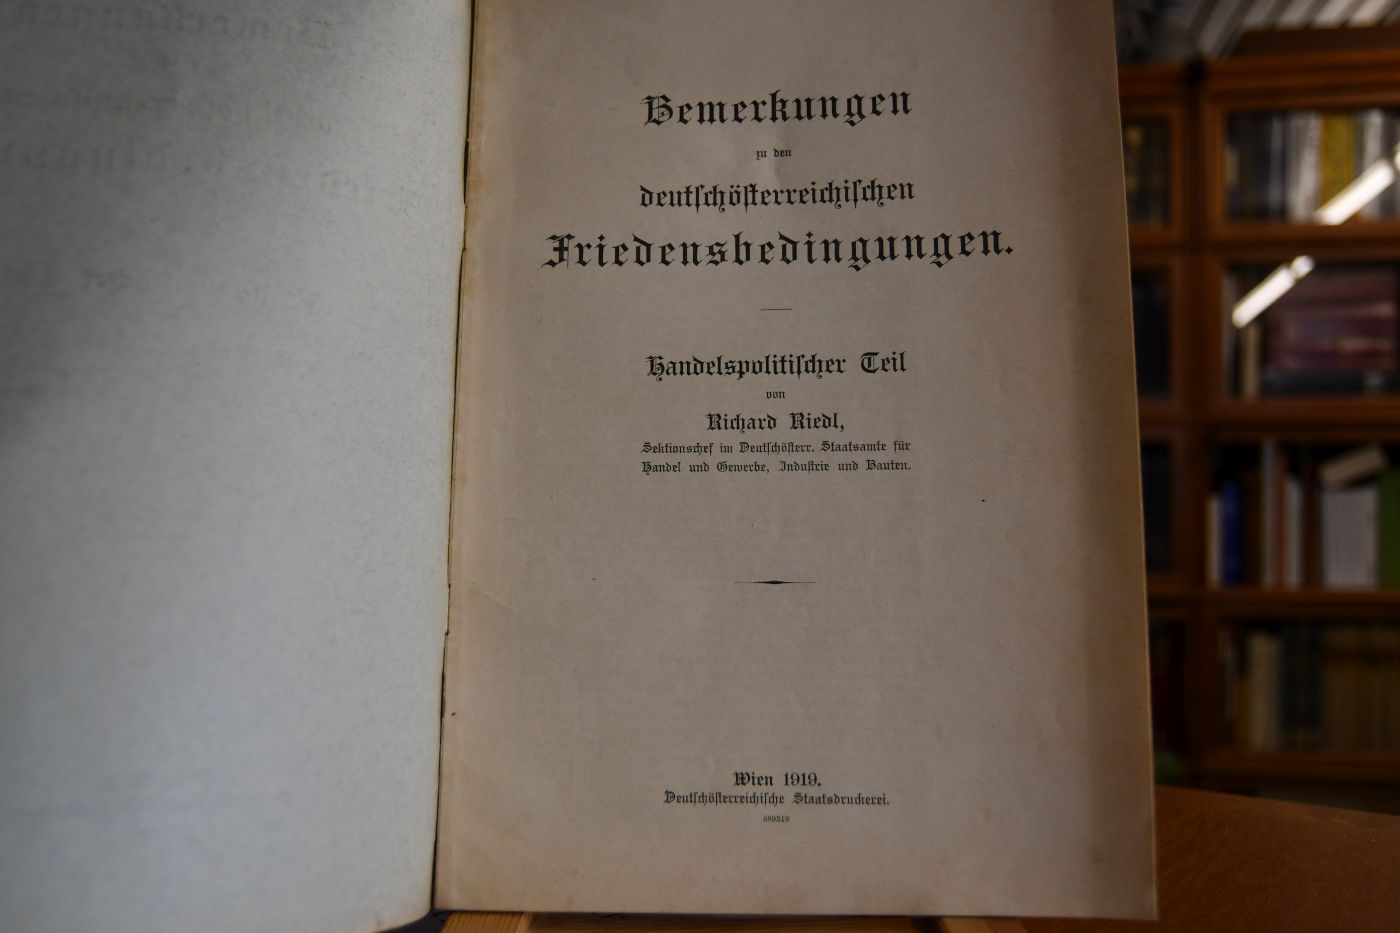 Bemerkungen
zu den
deutſchöſterreichiſchen
Friedensbedingungen.
Handelspolitiſcher Teil
von
Richard Riedl,
Sektionschef im Deutſchöſterr. Staatsamte für
Handel und Gewerbe, Induſtrie und Bauten.
Wien 1919.
Deutſchöſterreichiſche Staatsdruckerei.
689319